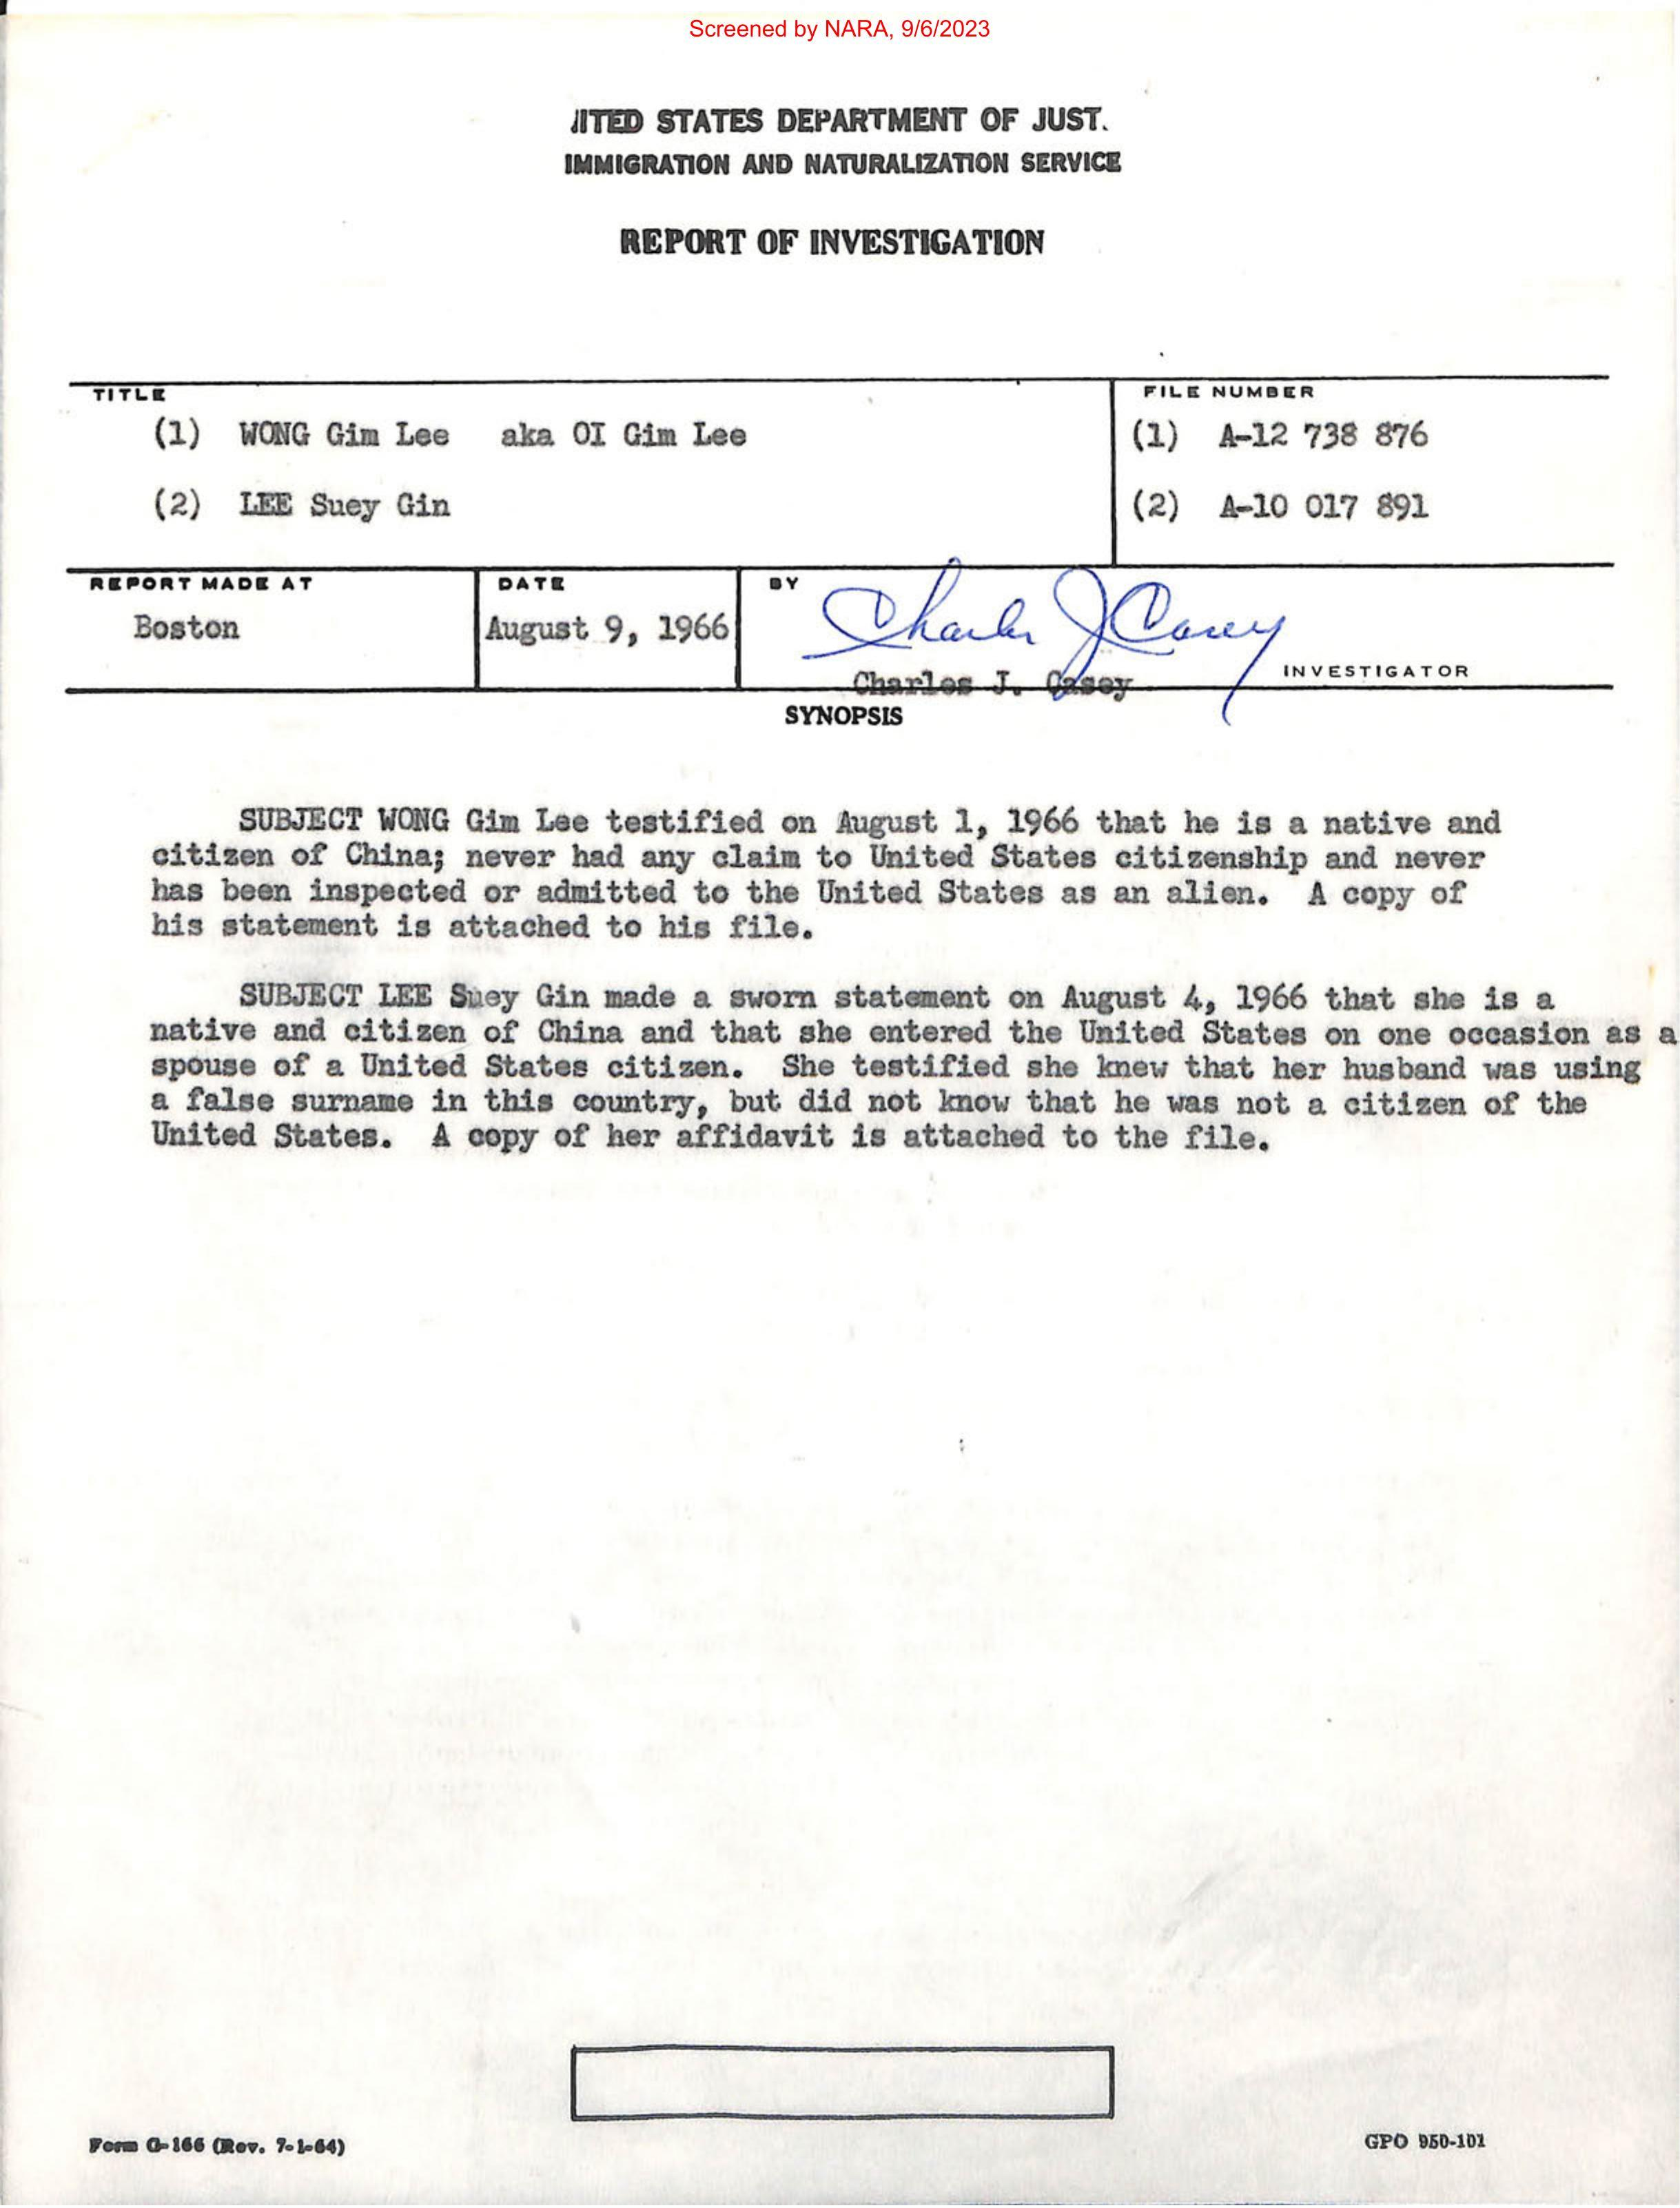 Screened by NARA, 9/6/2023
UNITED STATES DEPARTMENT OF JUST.
IMMIGRATION AND NATURALIZATION SERVICE
REPORT OF INVESTIGATION
TITLE
FILE NUMBER
(1) WONG Gim Lee aka OI Gim Lee
(1) A-12 738 876
(2) LEE Suey Gin
(2) A-10 017 891
REPORT MADE AT
DATE
BY
Boston
August 9, 1966
Charles J Casey
INVESTIGATOR
Charles J. Casey
SYNOPSIS
SUBJECT WONG Gim Lee testified on August 1, 1966 that he is a native and
citizen of China; never had any claim to United States citizenship and never
has been inspected or admitted to the United States as an alien. A copy of
his statement is attached to his file.
SUBJECT LEE Suey Gin made a sworn statement on August 4, 1966 that she is a
native and citizen of China and that she entered the United States on one occasion as a
spouse of a United States citizen. She testified she knew that her husband was using
a false surname in this country, but did not know that he was not a citizen of the
United States. A copy of her affidavit is attached to the file.
Form G-166 (Rev. 7-1-64)
GPO 950-101